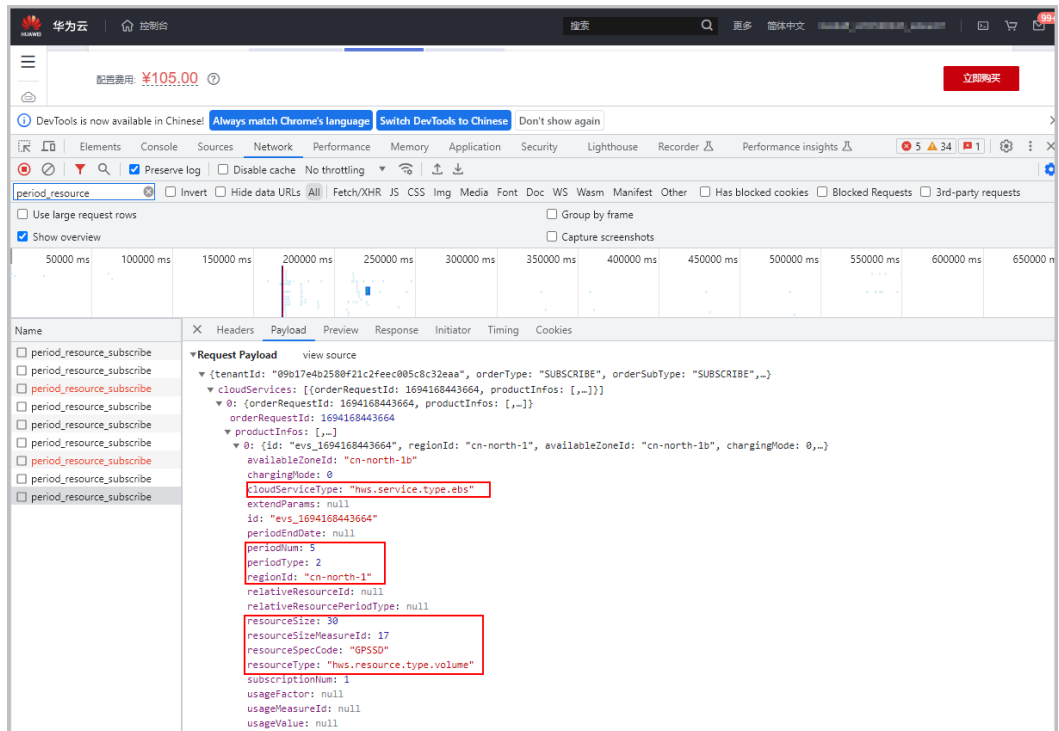 HUAWEI 华为云 控制台 搜索 更多 简体中文 99+
配置费用: ¥105.00 ? 立即购买
DevTools is now available in Chinese! Always match Chrome's language Switch DevTools to Chinese Don't show again
Elements Console Sources Network Performance Memory Application Security Lighthouse Recorder Performance insights 5 34 1
Preserve log Disable cache No throttling
period_resource Invert Hide data URLs All Fetch/XHR JS CSS Img Media Font Doc WS Wasm Manifest Other Has blocked cookies Blocked Requests 3rd-party requests
Use large request rows Group by frame
Show overview Capture screenshots
50000 ms 100000 ms 150000 ms 200000 ms 250000 ms 300000 ms 350000 ms 400000 ms 450000 ms 500000 ms 550000 ms 600000 ms 650000 m
Name
period_resource_subscribe
period_resource_subscribe
period_resource_subscribe
period_resource_subscribe
period_resource_subscribe
period_resource_subscribe
period_resource_subscribe
period_resource_subscribe
period_resource_subscribe
Headers Payload Preview Response Initiator Timing Cookies
Request Payload view source
{tenantId: "09b17e4b2580f21c2feec005c8c32eaa", orderType: "SUBSCRIBE", orderSubType: "SUBSCRIBE",…}
cloudServices: [{orderRequestId: 1694168443664, productInfos: [,…]}]
0: {orderRequestId: 1694168443664, productInfos: [,…]}
orderRequestId: 1694168443664
productInfos: [,…]
0: {id: "evs_1694168443664", regionId: "cn-north-1", availableZoneId: "cn-north-1b", chargingMode: 0,…}
availableZoneId: "cn-north-1b"
chargingMode: 0
cloudServiceType: "hws.service.type.ebs"
extendParams: null
id: "evs_1694168443664"
periodEndDate: null
periodNum: 5
periodType: 2
regionId: "cn-north-1"
relativeResourceId: null
relativeResourcePeriodType: null
resourceSize: 30
resourceSizeMeasureId: 17
resourceSpecCode: "GPSSD"
resourceType: "hws.resource.type.volume"
subscriptionNum: 1
usageFactor: null
usageMeasureId: null
usageValue: null